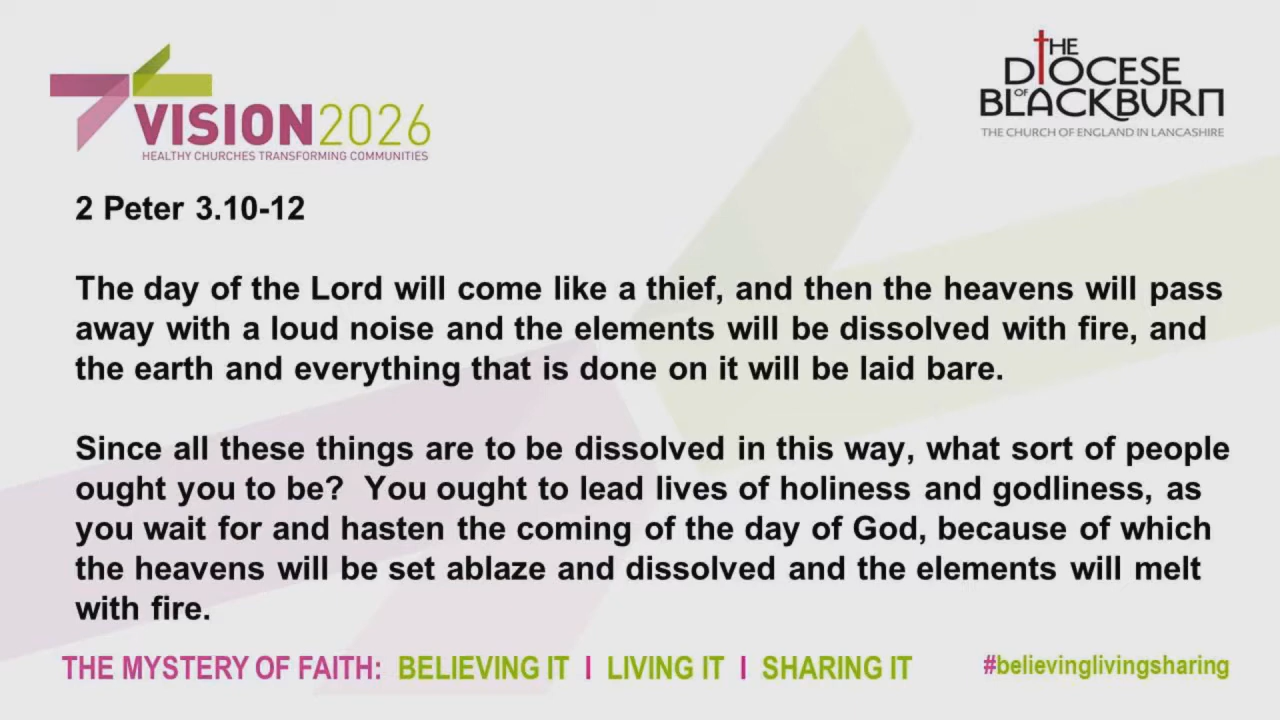 VISION2026
HEALTHY CHURCHES TRANSFORMING COMMUNITIES
THE
DIOCESE
OF
BLACKBURN
THE CHURCH OF ENGLAND IN LANCASHIRE
2 Peter 3.10-12
The day of the Lord will come like a thief, and then the heavens will pass
away with a loud noise and the elements will be dissolved with fire, and
the earth and everything that is done on it will be laid bare.
Since all these things are to be dissolved in this way, what sort of people
ought you to be?  You ought to lead lives of holiness and godliness, as
you wait for and hasten the coming of the day of God, because of which
the heavens will be set ablaze and dissolved and the elements will melt
with fire.
THE MYSTERY OF FAITH: BELIEVING IT I LIVING IT I SHARING IT
#believinglivingsharing